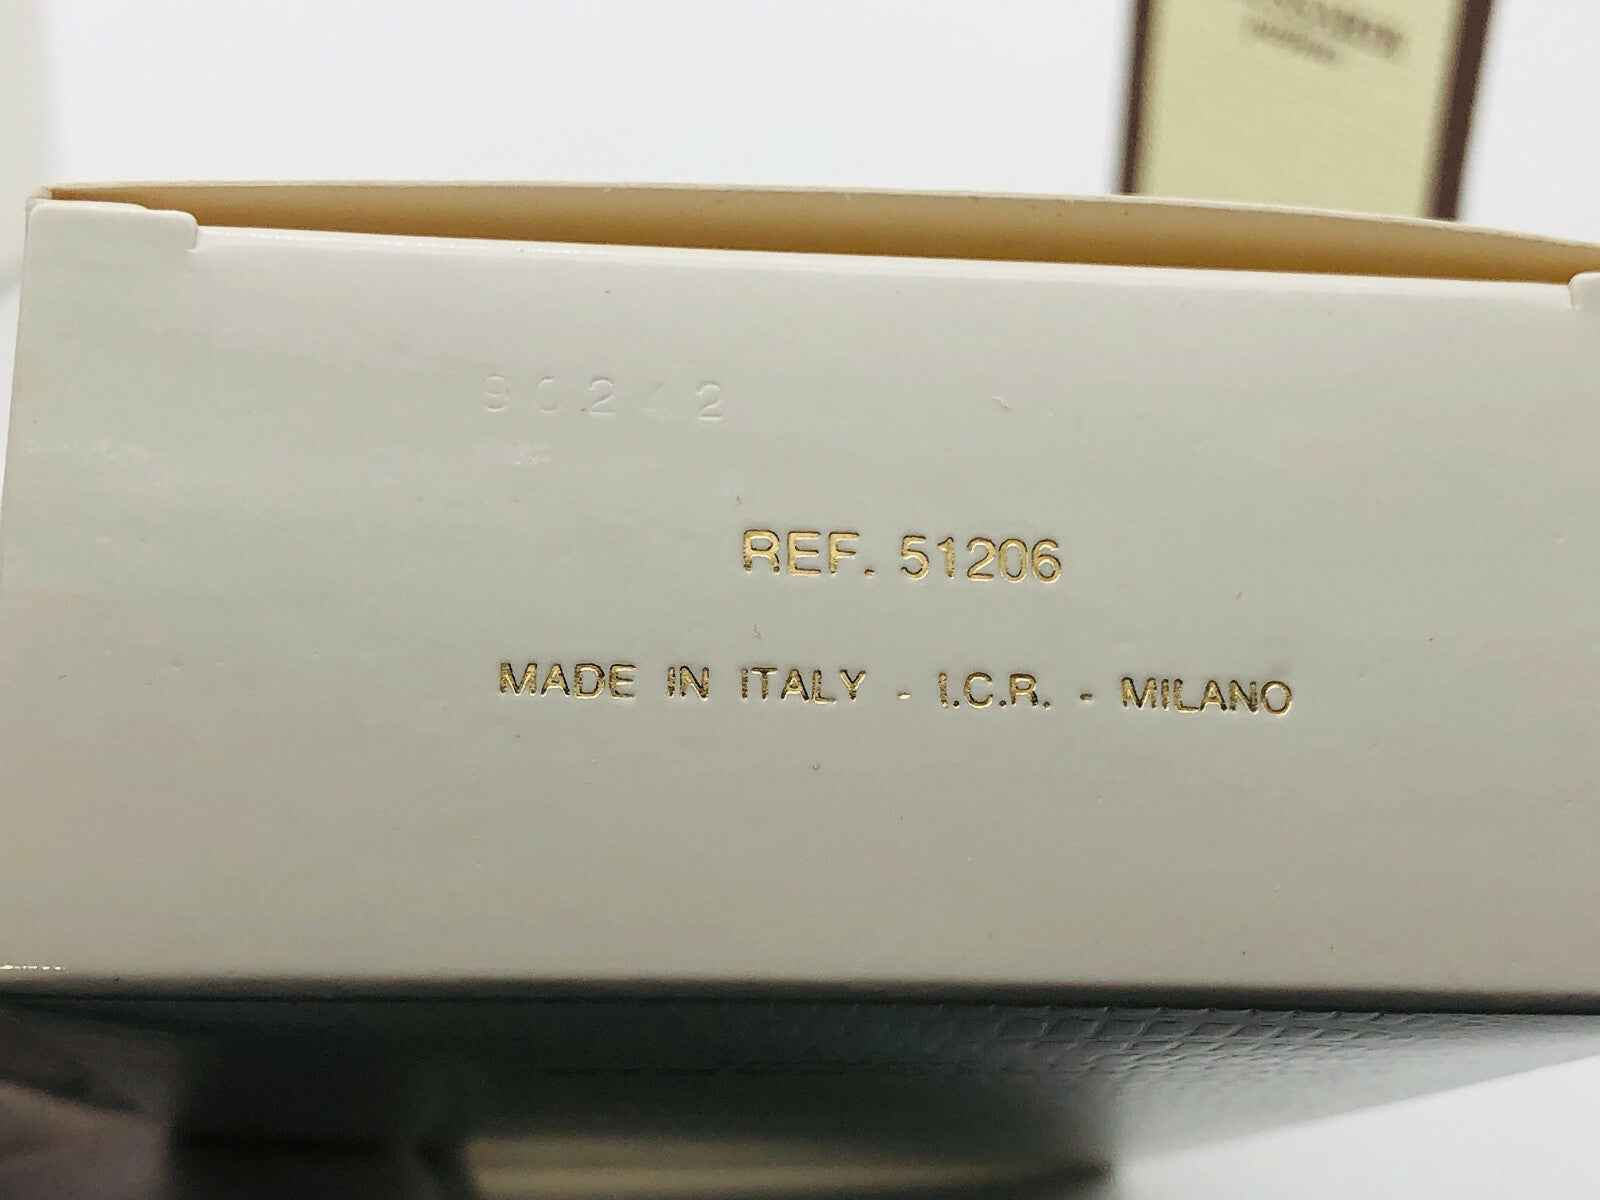 90242
REF. 51206
MADE IN ITALY - I.C.R. - MILANO